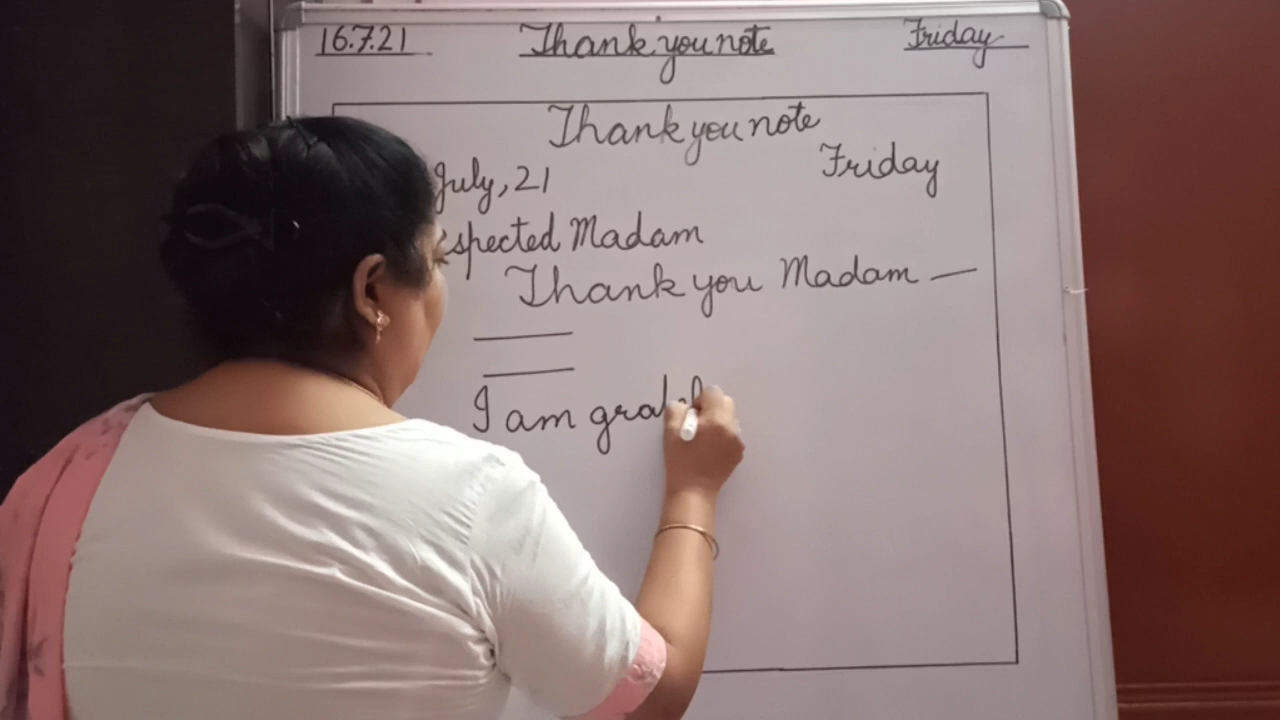 16.7.21 Thank you note Friday
Thank you note
Friday
July, 21
spected Madam
Thank you Madam —
I am